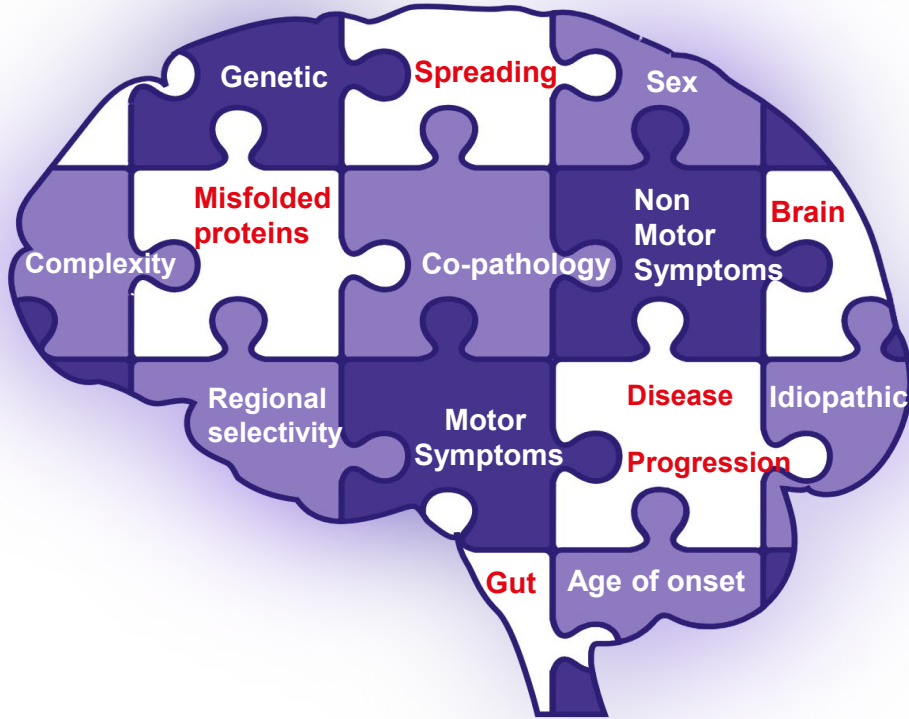 Genetic
Spreading
Sex
Misfolded
proteins
Non
Motor
Symptoms
Brain
Complexity
Co-pathology
Regional
selectivity
Motor
Symptoms
Disease
Progression
Idiopathic
Gut
Age of onset